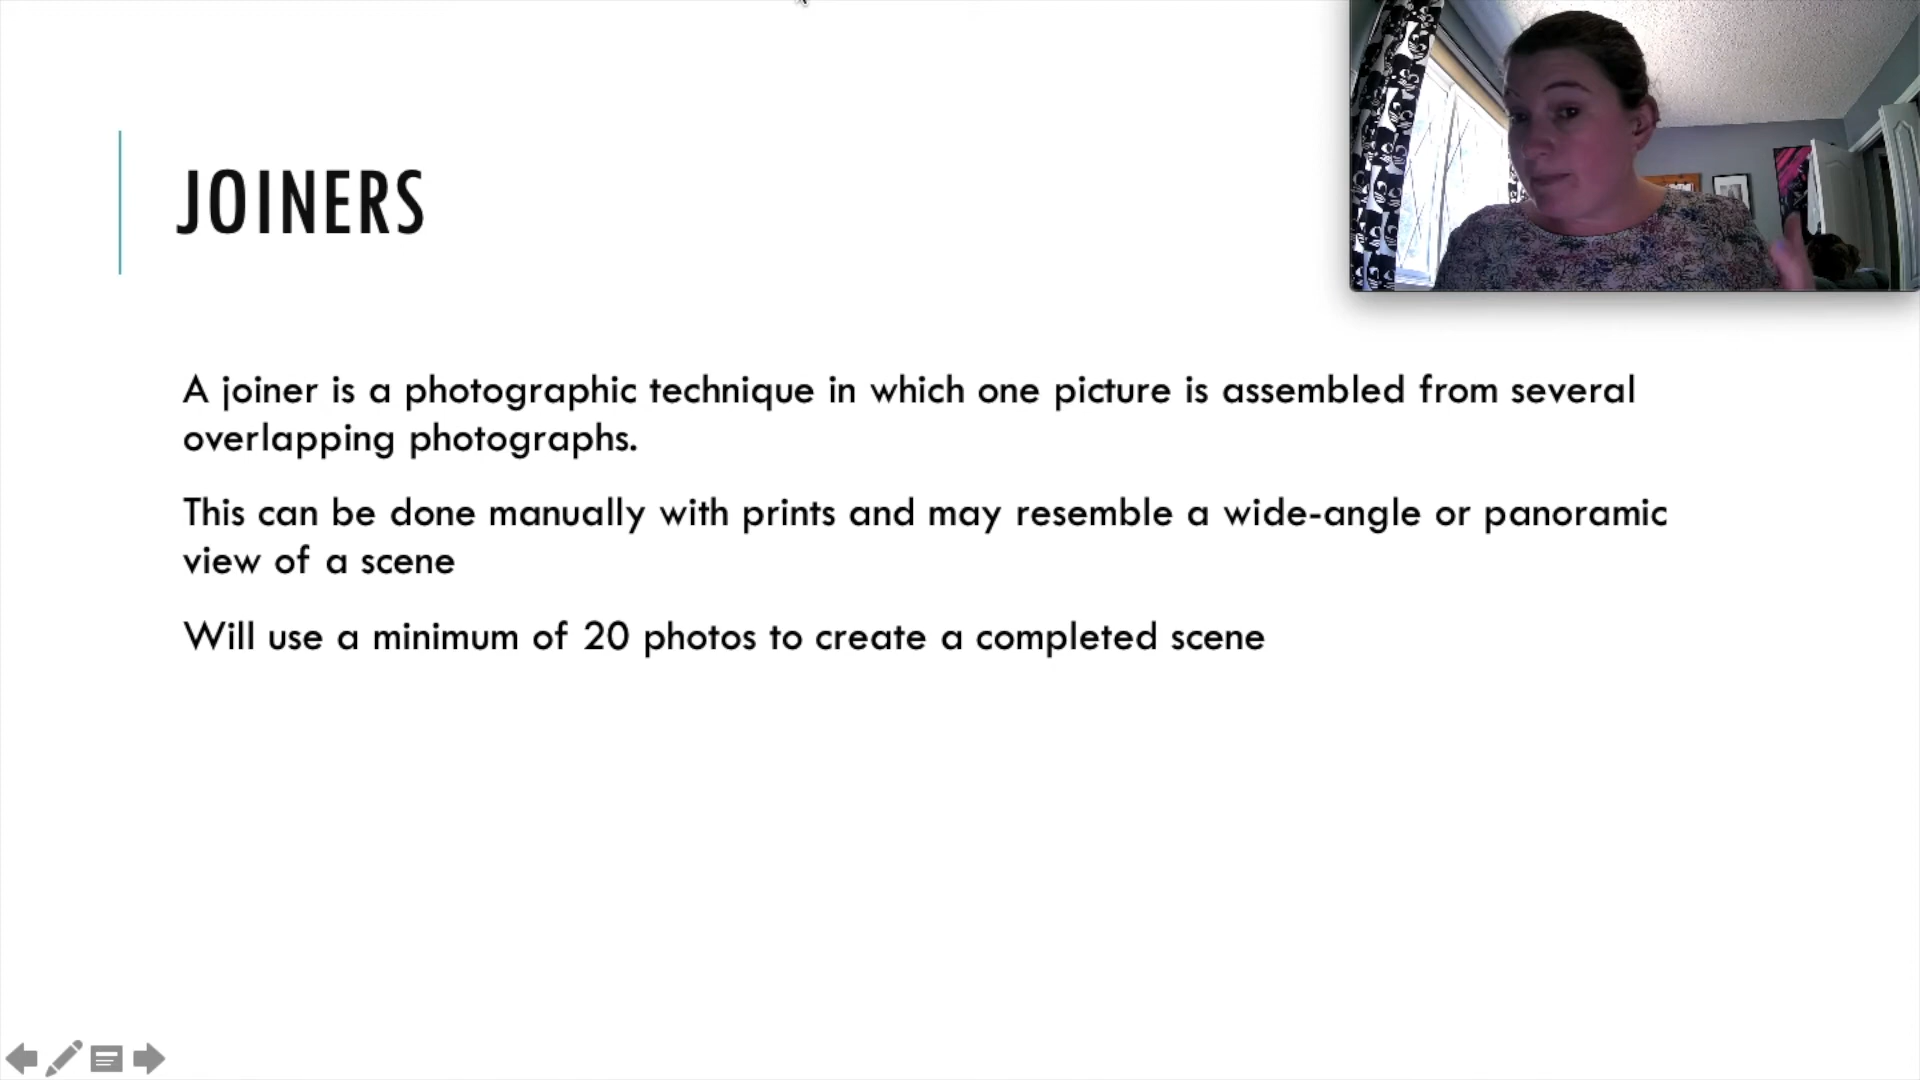 JOINERS
A joiner is a photographic technique in which one picture is assembled from several
overlapping photographs.
This can be done manually with prints and may resemble a wide-angle or panoramic
view of a scene
Will use a minimum of 20 photos to create a completed scene